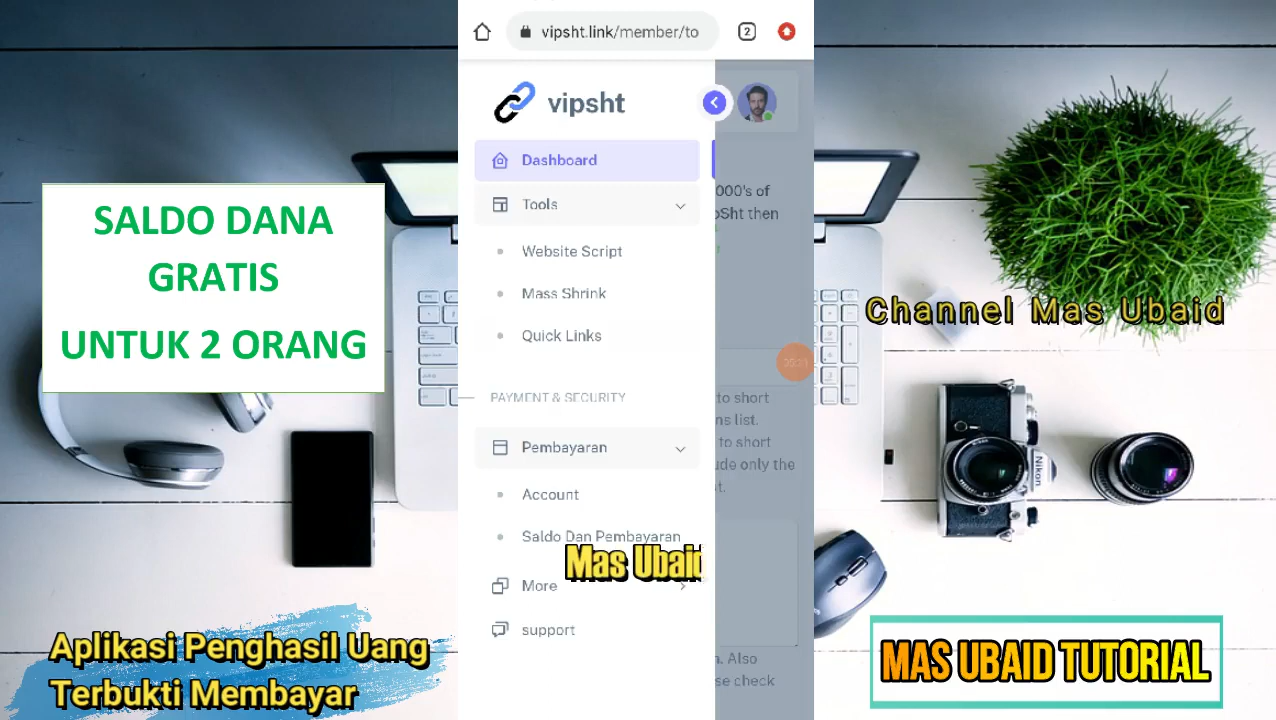 SALDO DANA
GRATIS
UNTUK 2 ORANG
Aplikasi Penghasil Uang
Terbukti Membayar
vipsht.link/member/to
2
vipsht
Dashboard
Tools
Website Script
Mass Shrink
Quick Links
PAYMENT & SECURITY
Pembayaran
Account
Saldo Dan Pembayaran
Mas Ubaid
More
support
000's of
oSht then
to short
ns list.
to short
ude only the
st.
n. Also
se check
Channel Mas Ubaid
Nikon
MAS UBAID TUTORIAL